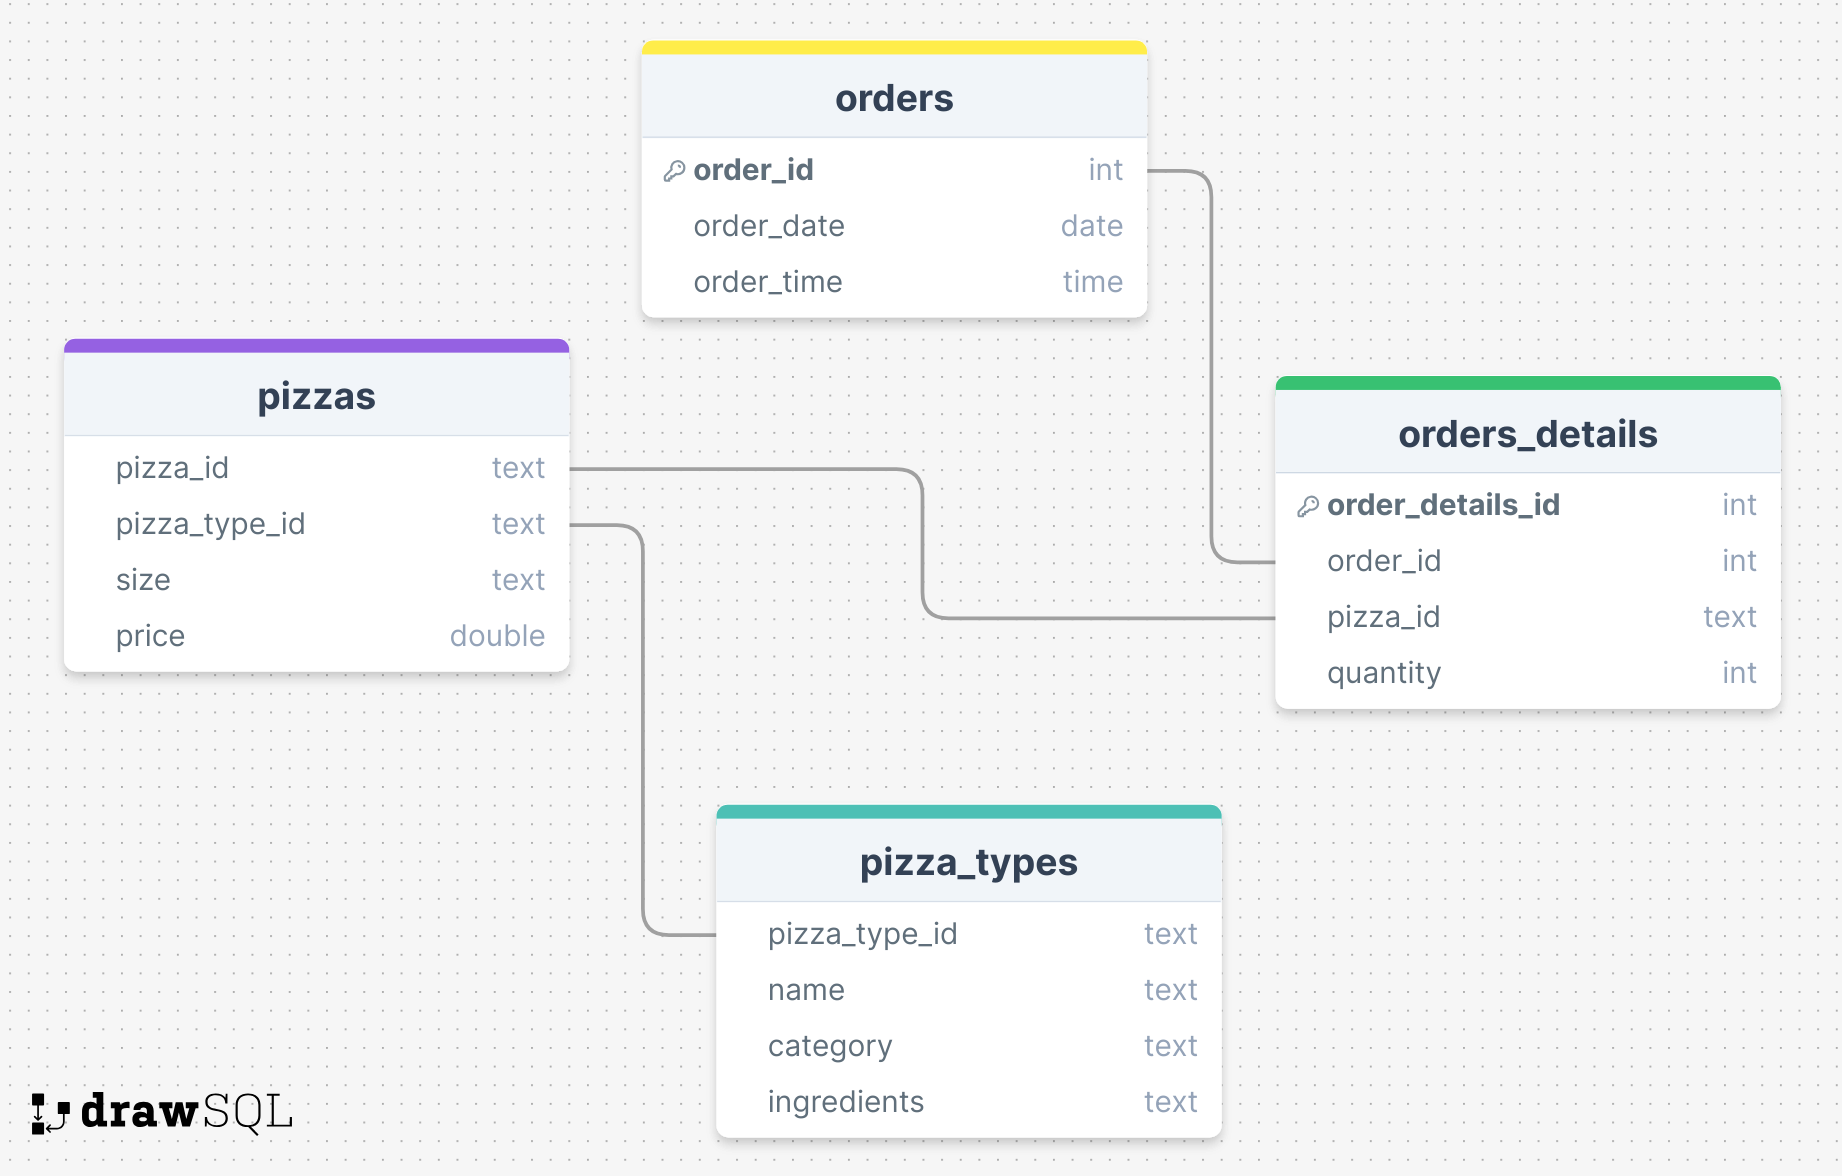 orders
order_id int
order_date date
order_time time
pizzas
pizza_id text
pizza_type_id text
size text
price double
orders_details
order_details_id int
order_id int
pizza_id text
quantity int
pizza_types
pizza_type_id text
name text
category text
ingredients text
drawSQL